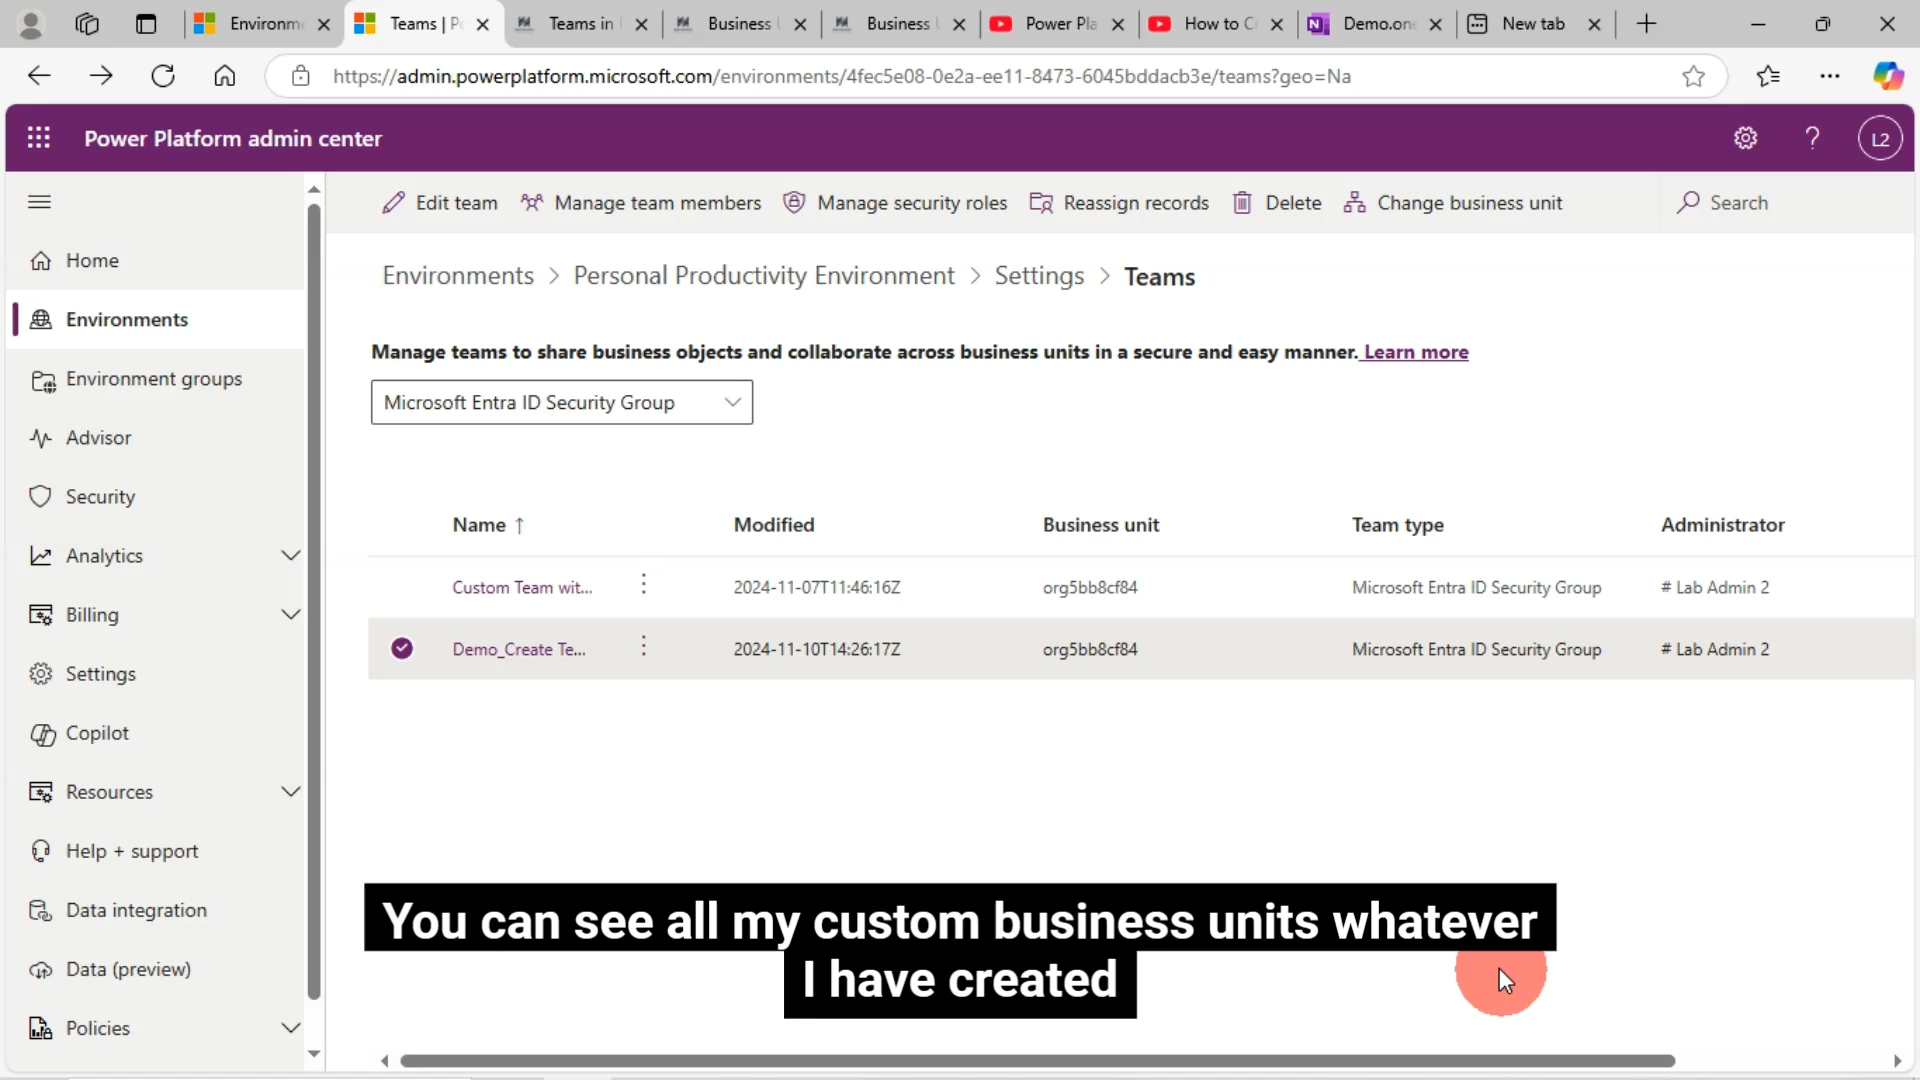 Environm
Teams | P
Teams in
Business
Business
Power Pla
How to C
Demo.on
New tab
https://admin.powerplatform.microsoft.com/environments/4fec5e08-0e2a-ee11-8473-6045bddacb3e/teams?geo=Na
Power Platform admin center
L2
Edit team
Manage team members
Manage security roles
Reassign records
Delete
Change business unit
Search
Home
Environments
Environment groups
Advisor
Security
Analytics
Billing
Settings
Copilot
Resources
Help + support
Data integration
Data (preview)
Policies
Environments > Personal Productivity Environment > Settings > Teams
Manage teams to share business objects and collaborate across business units in a secure and easy manner. Learn more
Microsoft Entra ID Security Group
Name ↑ Modified Business unit Team type Administrator
Custom Team wit... 2024-11-07T11:46:16Z org5bb8cf84 Microsoft Entra ID Security Group # Lab Admin 2
Demo_Create Te... 2024-11-10T14:26:17Z org5bb8cf84 Microsoft Entra ID Security Group # Lab Admin 2
You can see all my custom business units whatever
I have created